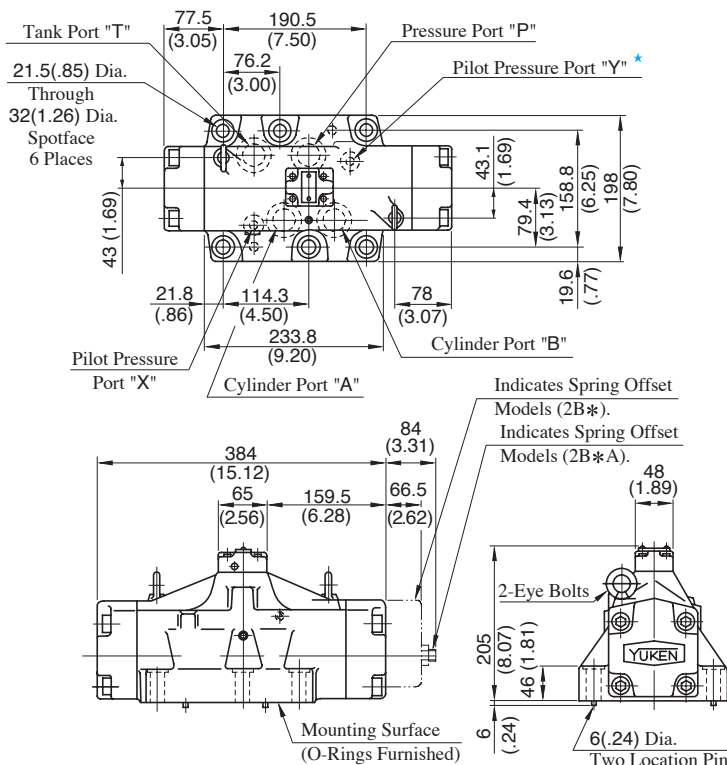 77.5
(3.05)
190.5
(7.50)
Tank Port "T"
Pressure Port "P"
76.2
(3.00)
Pilot Pressure Port "Y" ★
21.5(.85) Dia.
Through
32(1.26) Dia.
Spotface
6 Places
43.1
(1.69)
79.4
(3.13)
158.8
(6.25)
198
(7.80)
43 (1.69)
19.6
(.77)
21.8
(.86)
114.3
(4.50)
78
(3.07)
233.8
(9.20)
Pilot Pressure
Port "X"
Cylinder Port "A"
Cylinder Port "B"
Indicates Spring Offset
Models (2B*).
Indicates Spring Offset
Models (2B*A).
84
(3.31)
384
(15.12)
65
(2.56)
159.5
(6.28)
66.5
(2.62)
48
(1.89)
2-Eye Bolts
YUKEN
205
(8.07)
46 (1.81)
6
(.24)
Mounting Surface
(O-Rings Furnished)
6(.24) Dia.
Two Location Pin